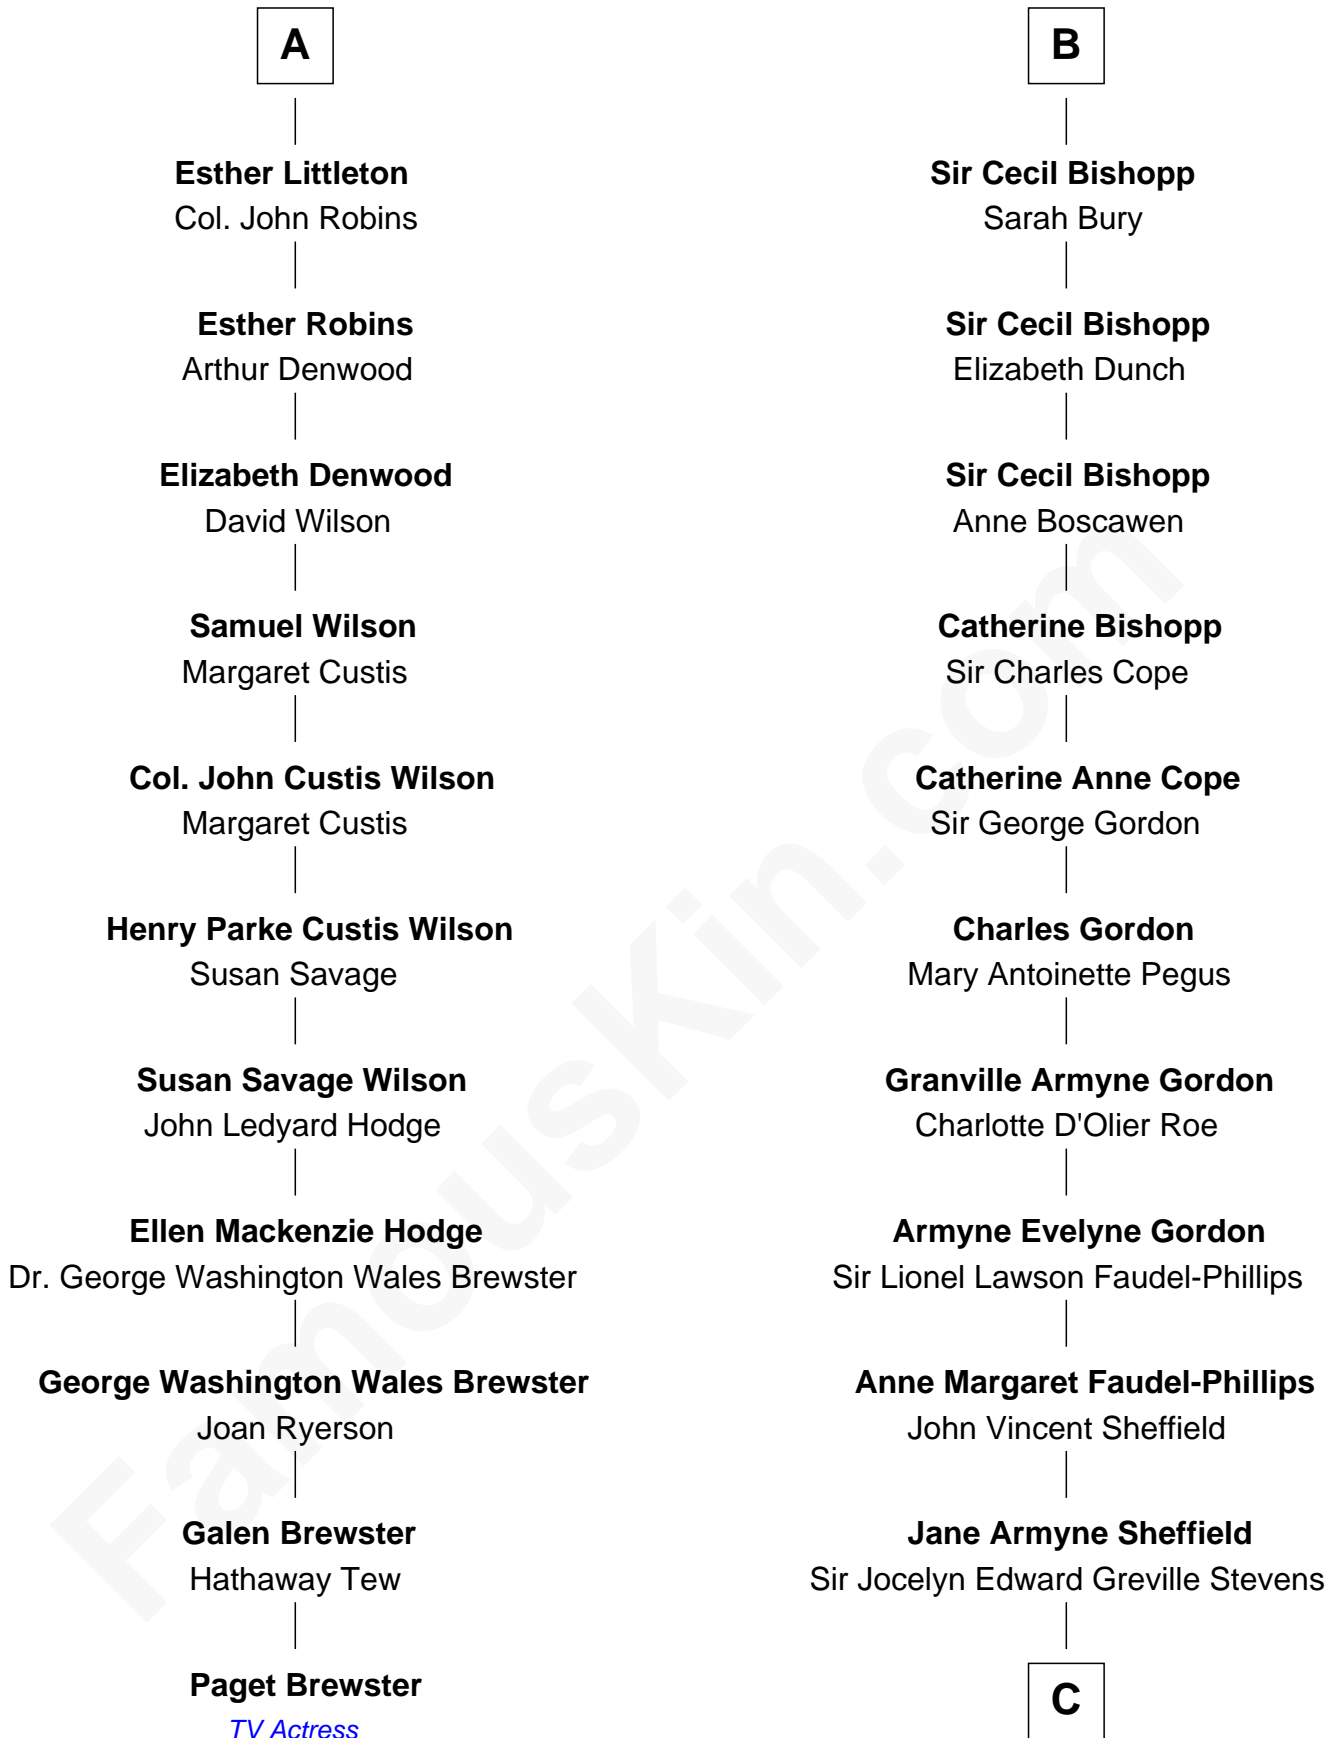 A
Esther Littleton
Col. John Robins
Esther Robins
Arthur Denwood
Elizabeth Denwood
David Wilson
Samuel Wilson
Margaret Custis
Col. John Custis Wilson
Margaret Custis
Henry Parke Custis Wilson
Susan Savage
Susan Savage Wilson
John Ledyard Hodge
Ellen Mackenzie Hodge
Dr. George Washington Wales Brewster
George Washington Wales Brewster
Joan Ryerson
Galen Brewster
Hathaway Tew
Paget Brewster
TV Actress
B
Sir Cecil Bishopp
Sarah Bury
Sir Cecil Bishopp
Elizabeth Dunch
Sir Cecil Bishopp
Anne Boscawen
Catherine Bishopp
Sir Charles Cope
Catherine Anne Cope
Sir George Gordon
Charles Gordon
Mary Antoinette Pegus
Granville Armyne Gordon
Charlotte D'Olier Roe
Armyne Evelyne Gordon
Sir Lionel Lawson Faudel-Phillips
Anne Margaret Faudel-Phillips
John Vincent Sheffield
Jane Armyne Sheffield
Sir Jocelyn Edward Greville Stevens
C
FamousKin.com